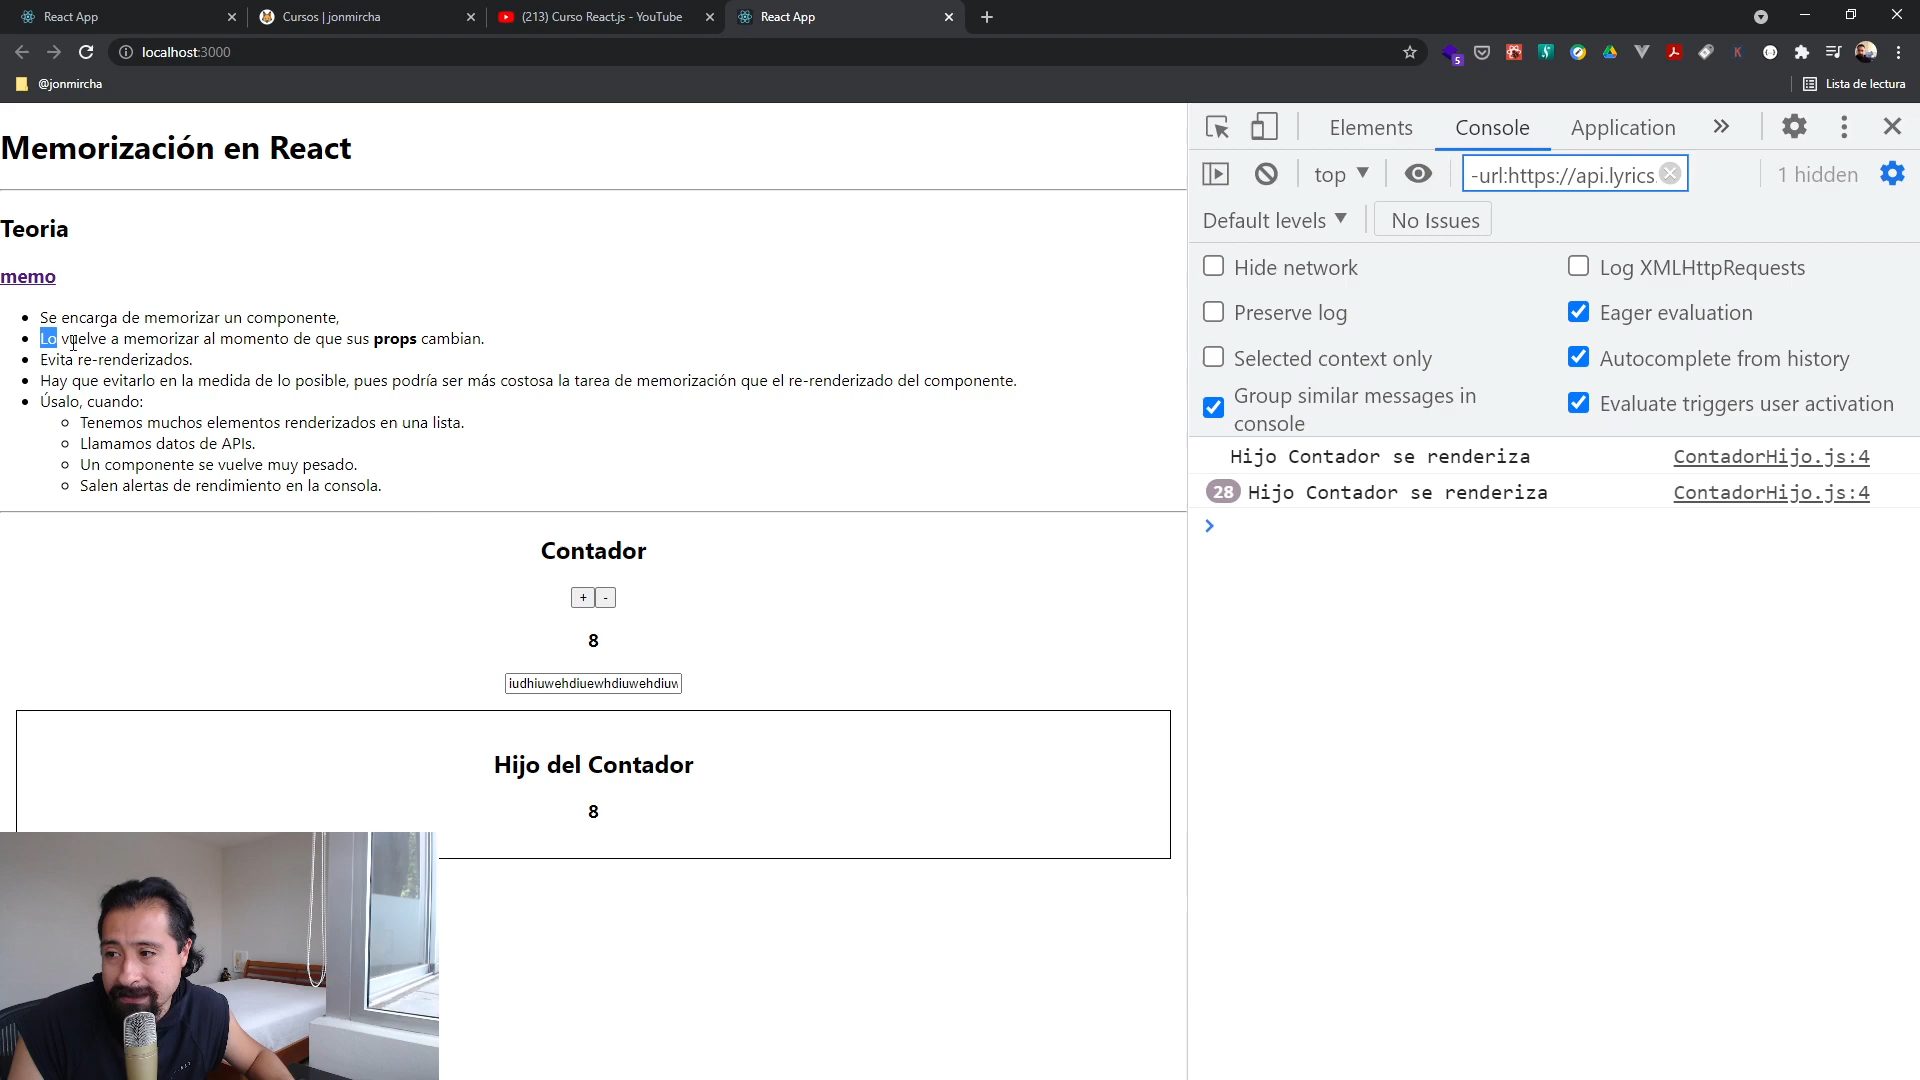 React App
Cursos | jonmircha
(213) Curso React.js - YouTube
React App
localhost:3000
5
@jonmircha
Lista de lectura
Memorización en React
Teoria
memo
Se encarga de memorizar un componente,
Lo vuelve a memorizar al momento de que sus props cambian.
Evita re-renderizados.
Hay que evitarlo en la medida de lo posible, pues podría ser más costosa la tarea de memorización que el re-renderizado del componente.
Úsalo, cuando:
Tenemos muchos elementos renderizados en una lista.
Llamamos datos de APIs.
Un componente se vuelve muy pesado.
Salen alertas de rendimiento en la consola.
Contador
+ -
8
iudhiuwehdiuewhdiuwehdiuw
Hijo del Contador
8
Elements Console Application
top -url:https://api.lyrics. 1 hidden
Default levels No Issues
Hide network Log XMLHttpRequests
Preserve log Eager evaluation
Selected context only Autocomplete from history
Group similar messages in console Evaluate triggers user activation
Hijo Contador se renderiza ContadorHijo.js:4
28 Hijo Contador se renderiza ContadorHijo.js:4